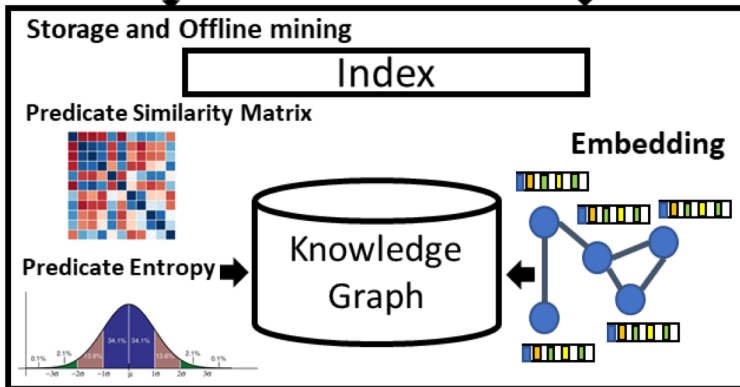 Storage and Offline mining
Index
Predicate Similarity Matrix
Embedding
Knowledge
Graph
Predicate Entropy
0.1%
2.1%
13.6%
34.1%
34.1%
13.6%
2.1%
0.1%
−3σ −2σ −1σ μ 1σ 2σ 3σ